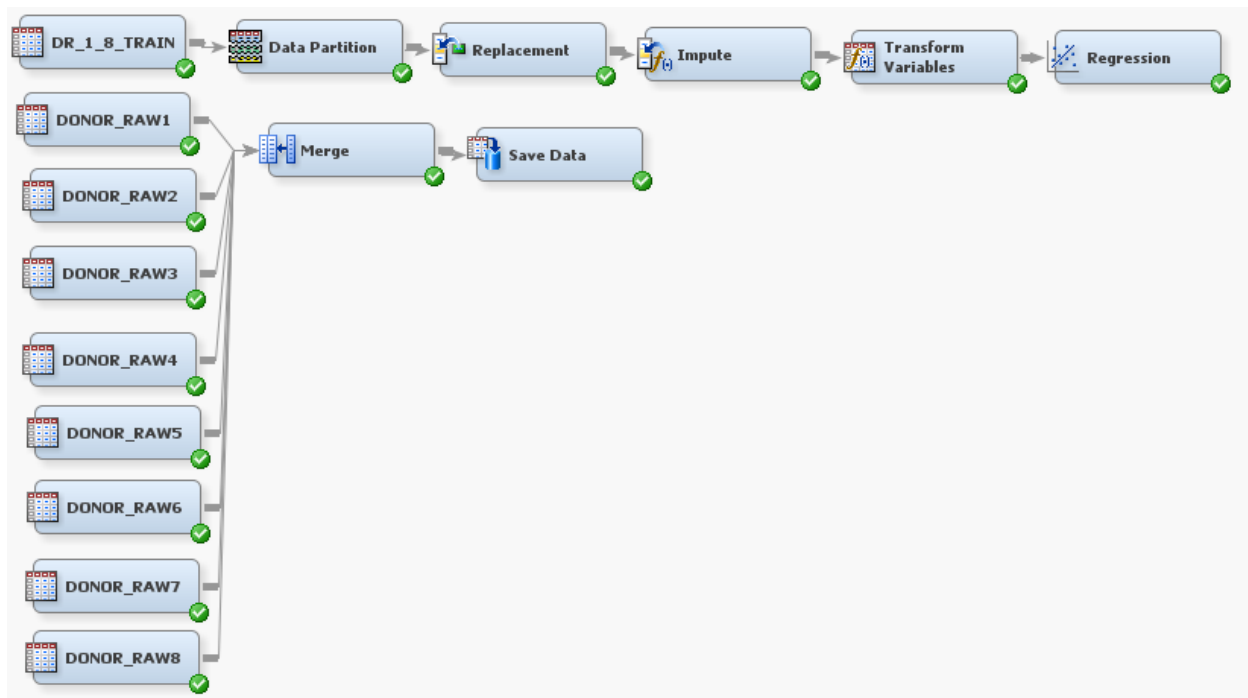 DR_1_8_TRAIN
Data Partition
Replacement
Impute
Transform
Variables
Regression
DONOR_RAW1
Merge
Save Data
DONOR_RAW2
DONOR_RAW3
DONOR_RAW4
DONOR_RAW5
DONOR_RAW6
DONOR_RAW7
DONOR_RAW8